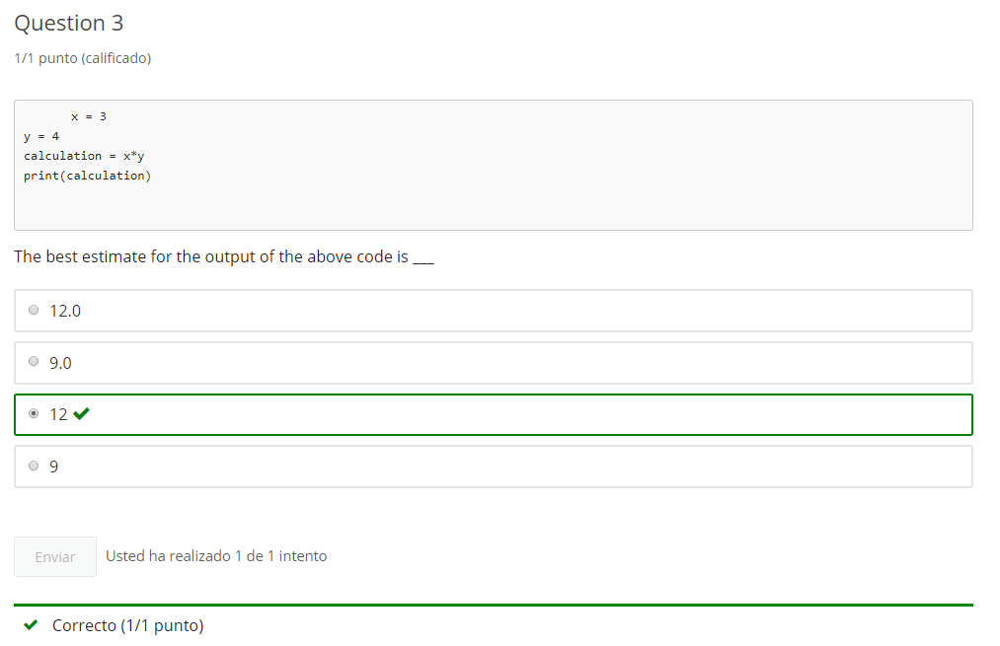 Question 3
1/1 punto (calificado)
x = 3
y = 4
calculation = x*y
print(calculation)
The best estimate for the output of the above code is ___
12.0
9.0
12
9
Enviar Usted ha realizado 1 de 1 intento
Correcto (1/1 punto)